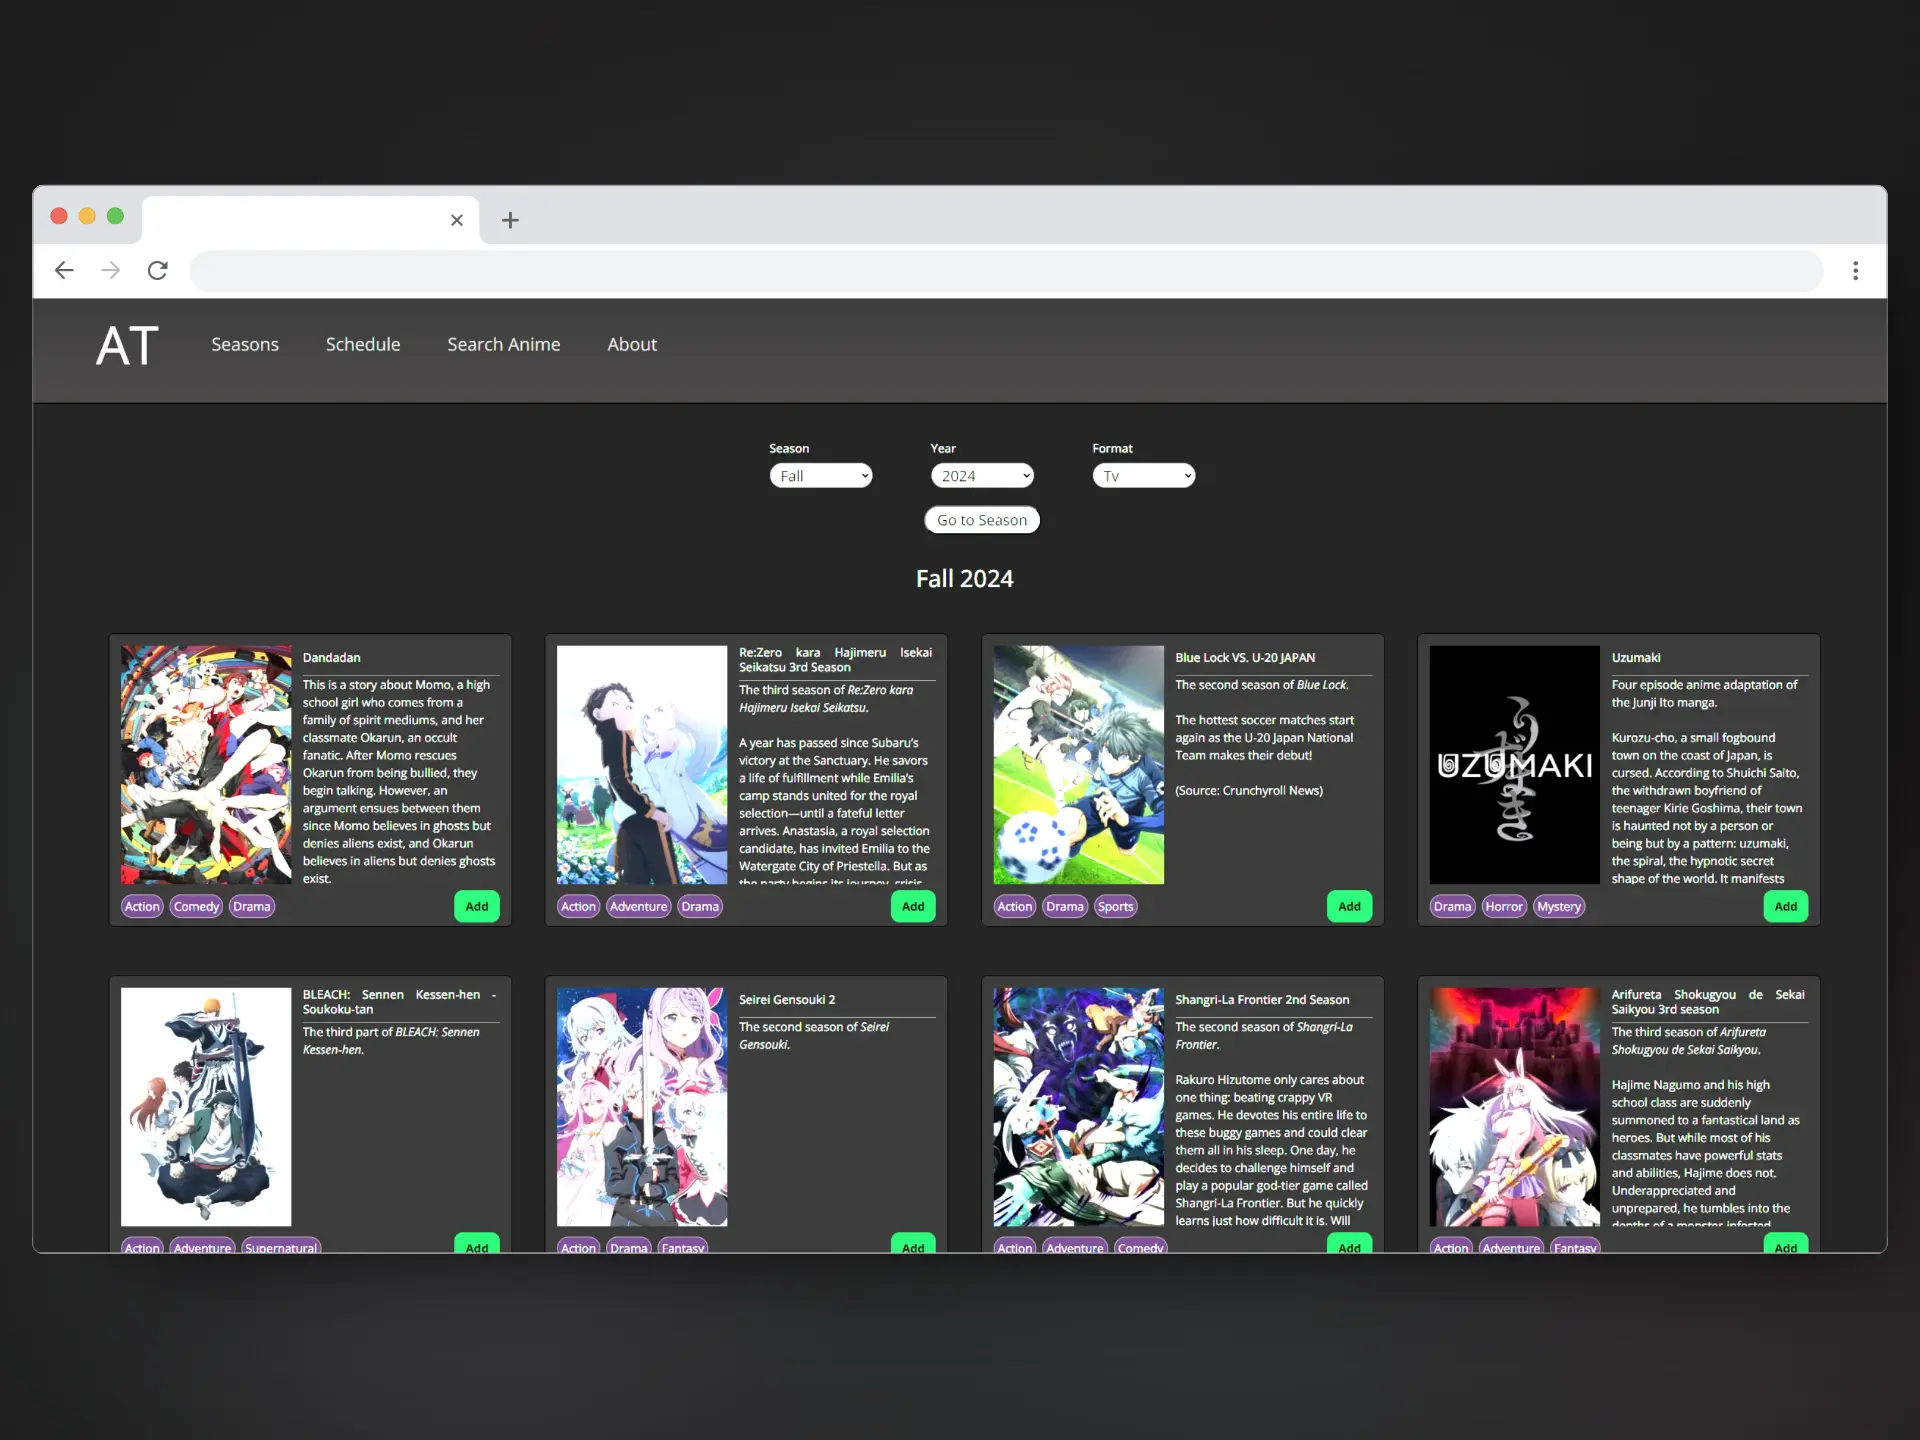 AT
Seasons
Schedule
Search Anime
About
Season
Year
Format
Fall
2024
Tv
Go to Season
Fall 2024
Dandadan
This is a story about Momo, a high
school girl who comes from a
family of spirit mediums, and her
classmate Okarun, an occult
fanatic. After Momo rescues
Okarun from being bullied, they
begin talking. However, an
argument ensues between them
since Momo believes in ghosts but
denies aliens exist, and Okarun
believes in aliens but denies ghosts
exist.
Action
Comedy
Drama
Add
Re:Zero kara Hajimeru Isekai
Seikatsu 3rd Season
The third season of Re:Zero kara
Hajimeru Isekai Seikatsu.
A year has passed since Subaru’s
victory at the Sanctuary. He savors
a life of fulfillment while Emilia’s
camp stands united for the royal
selection—until a fateful letter
arrives. Anastasia, a royal selection
candidate, has invited Emilia to the
Watergate City of Priestella. But as
the party begins its journey, crisis
Action
Adventure
Drama
Add
Blue Lock VS. U-20 JAPAN
The second season of Blue Lock.
The hottest soccer matches start
again as the U-20 Japan National
Team makes their debut!
(Source: Crunchyroll News)
Action
Drama
Sports
Add
UZUMAKI
うずまき
Uzumaki
Four episode anime adaptation of
the Junji Ito manga.
Kurozu-cho, a small fogbound
town on the coast of Japan, is
cursed. According to Shuichi Saito,
the withdrawn boyfriend of
teenager Kirie Goshima, their town
is haunted not by a person or
being but by a pattern: uzumaki,
the spiral, the hypnotic secret
shape of the world. It manifests
Drama
Horror
Mystery
Add
BLEACH: Sennen Kessen-hen -
Soukoku-tan
The third part of BLEACH: Sennen
Kessen-hen.
Action
Adventure
Supernatural
Add
Seirei Gensouki 2
The second season of Seirei
Gensouki.
Action
Drama
Fantasy
Add
Shangri-La Frontier 2nd Season
The second season of Shangri-La
Frontier.
Rakuro Hizutome only cares about
one thing: beating crappy VR
games. He devotes his entire life to
these buggy games and could clear
them all in his sleep. One day, he
decides to challenge himself and
play a popular god-tier game called
Shangri-La Frontier. But he quickly
learns just how difficult it is. Will
Action
Adventure
Comedy
Add
Arifureta Shokugyou de Sekai
Saikyou 3rd season
The third season of Arifureta
Shokugyou de Sekai Saikyou.
Hajime Nagumo and his high
school class are suddenly
summoned to a fantastical land as
heroes. But while most of his
classmates have powerful stats
and abilities, Hajime does not.
Underappreciated and
unprepared, he tumbles into the
depths of a monster-infested
Action
Adventure
Fantasy
Add